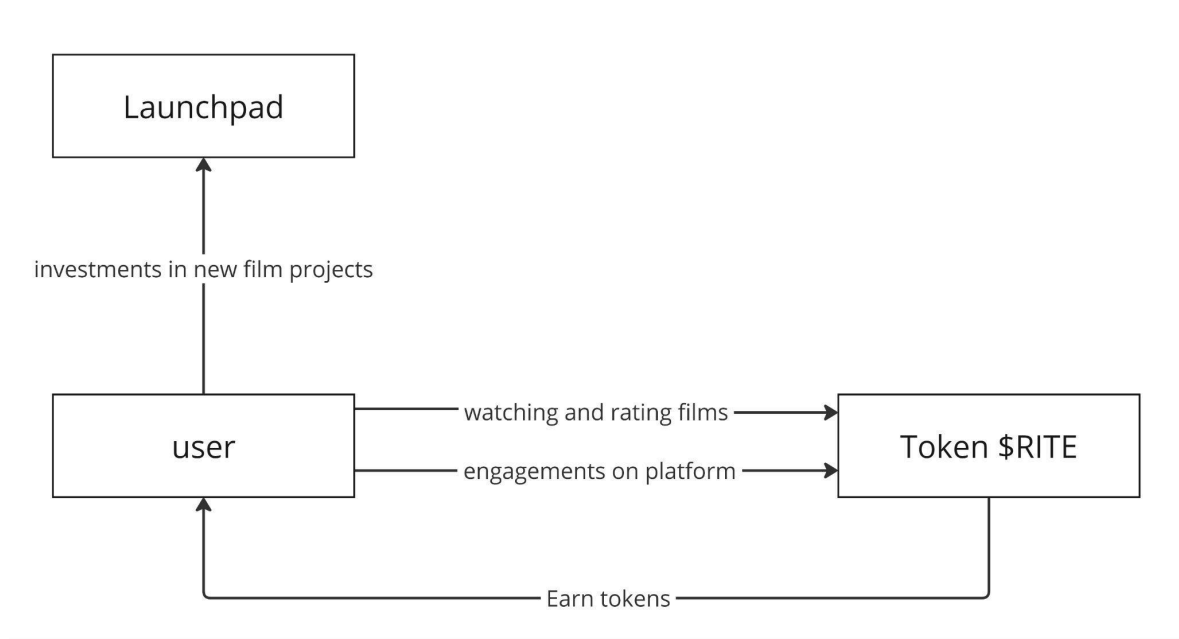 Launchpad
investments in new film projects
user
watching and rating films
engagements on platform
Token $RITE
Earn tokens